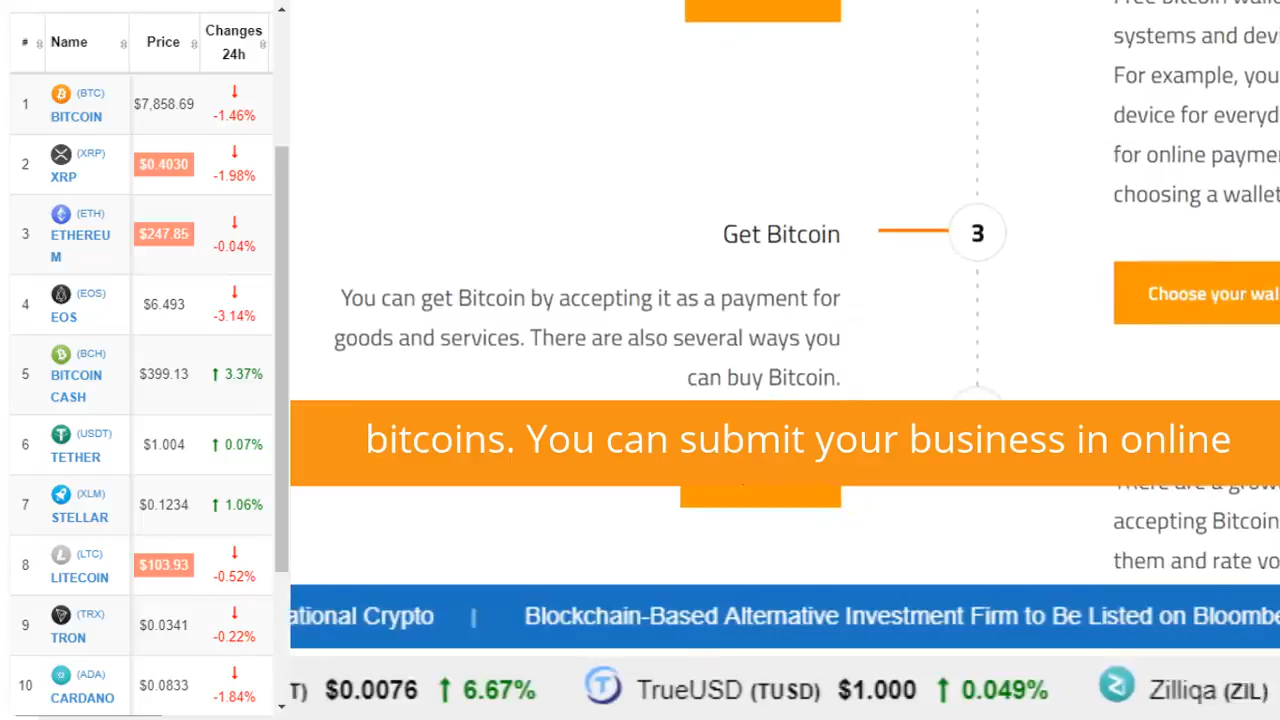 # Name Price Changes 24h
1 (BTC) BITCOIN $7,858.69 ↓ -1.46%
2 (XRP) XRP $0.4030 ↓ -1.98%
3 (ETH) ETHEREU M $247.85 ↓ -0.04%
4 (EOS) EOS $6.493 ↓ -3.14%
5 (BCH) BITCOIN CASH $399.13 ↑ 3.37%
6 (USDT) TETHER $1.004 ↑ 0.07%
7 (XLM) STELLAR $0.1234 ↑ 1.06%
8 (LTC) LITECOIN $103.93 ↓ -0.52%
9 (TRX) TRON $0.0341 ↓ -0.22%
10 (ADA) CARDANO $0.0833 ↓ -1.84%
Get Bitcoin
3
You can get Bitcoin by accepting it as a payment for
goods and services. There are also several ways you
can buy Bitcoin.
systems and devi
For example, you
device for everyd
for online payme
choosing a wallet
Choose your wal
bitcoins. You can submit your business in online
accepting Bitcoin
them and rate yo
ational Crypto | Blockchain-Based Alternative Investment Firm to Be Listed on Bloombe
T) $0.0076 ↑ 6.67% TrueUSD (TUSD) $1.000 ↑ 0.049% Zilliqa (ZIL)